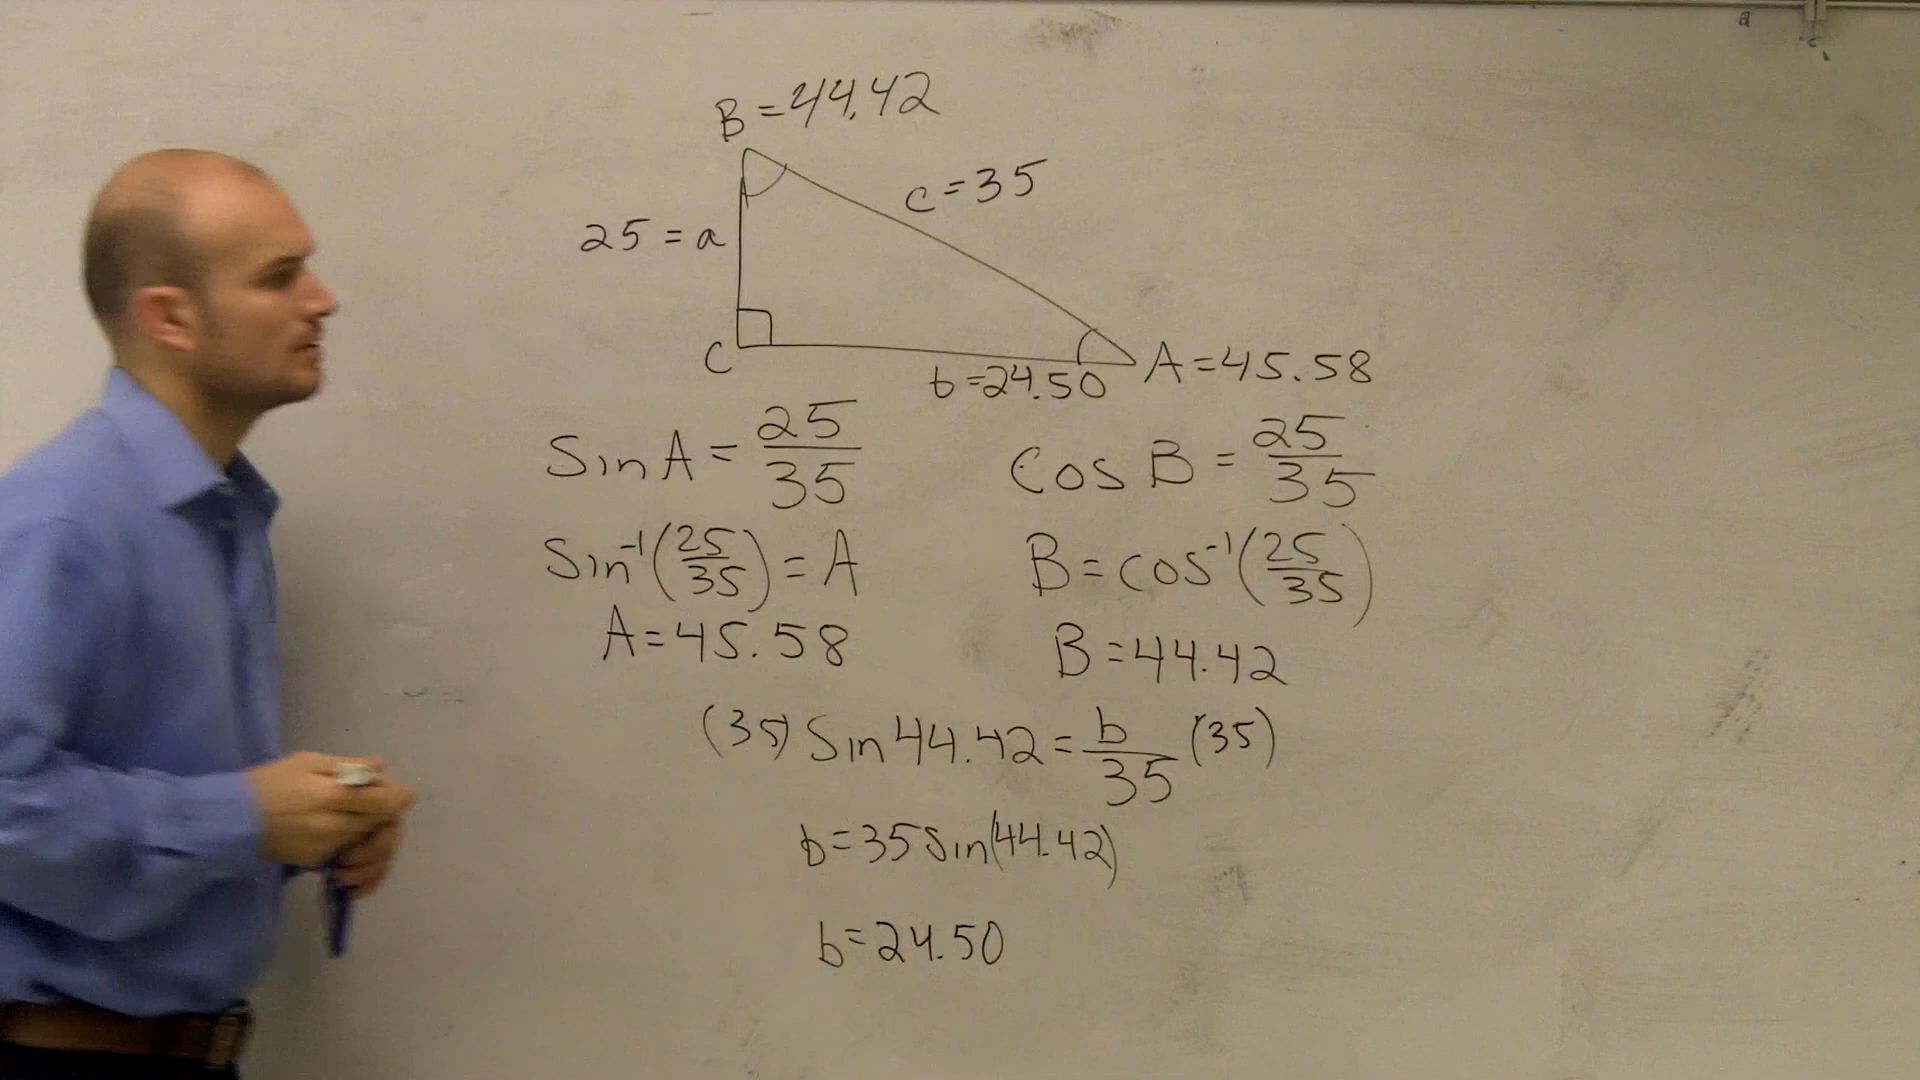 B = 44.42
c = 35
25 = a
C
b = 24.50
A = 45.58
Sin A = 25/35
Cos B = 25/35
Sin⁻¹(25/35) = A
B = cos⁻¹(25/35)
A = 45.58
B = 44.42
(35) Sin 44.42 = b/35 (35)
b = 35 Sin(44.42)
b = 24.50